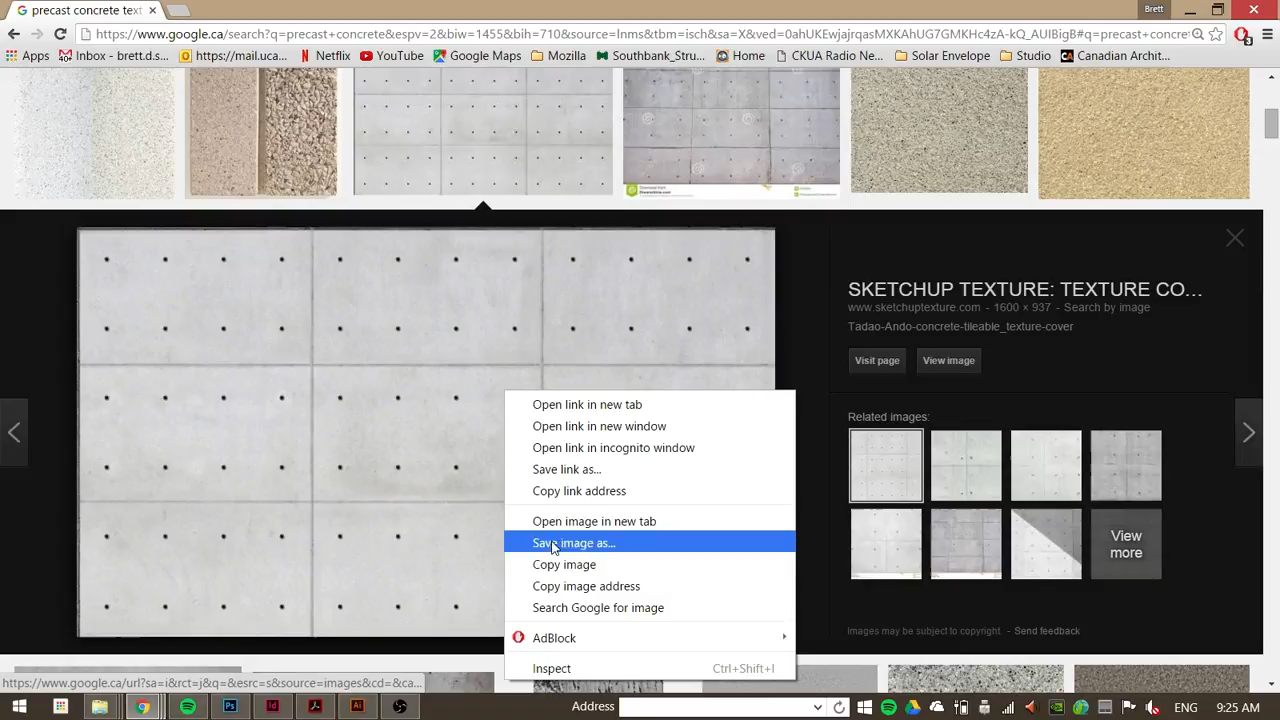 precast concrete text
Brett
https://www.google.ca/search?q=precast+concrete&espv=2&biw=1455&bih=710&source=lnms&tbm=isch&sa=X&ved=0ahUKEwjajrqasMXKAhUG7GMKHc4zA-kQ_AUIBigB#q=precast+concre
3
Apps
Inbox - brett.d.s...
https://mail.uca...
Netflix
YouTube
Google Maps
Mozilla
Southbank_Stru...
Home
CKUA Radio Ne...
Solar Envelope
Studio
Canadian Archit...
SKETCHUP TEXTURE: TEXTURE CO...
www.sketchuptexture.com - 1600 × 937 - Search by image
Tadao-Ando-concrete-tileable_texture-cover
Visit page
View image
Related images:
View
more
Images may be subject to copyright. - Send feedback
Open link in new tab
Open link in new window
Open link in incognito window
Save link as...
Copy link address
Open image in new tab
Save image as...
Copy image
Copy image address
Search Google for image
AdBlock
Inspect Ctrl+Shift+I
https://www.google.ca/url?sa=i&rct=j&q=&esrc=s&source=images&cd=&ca...
Address
ENG
9:25 AM